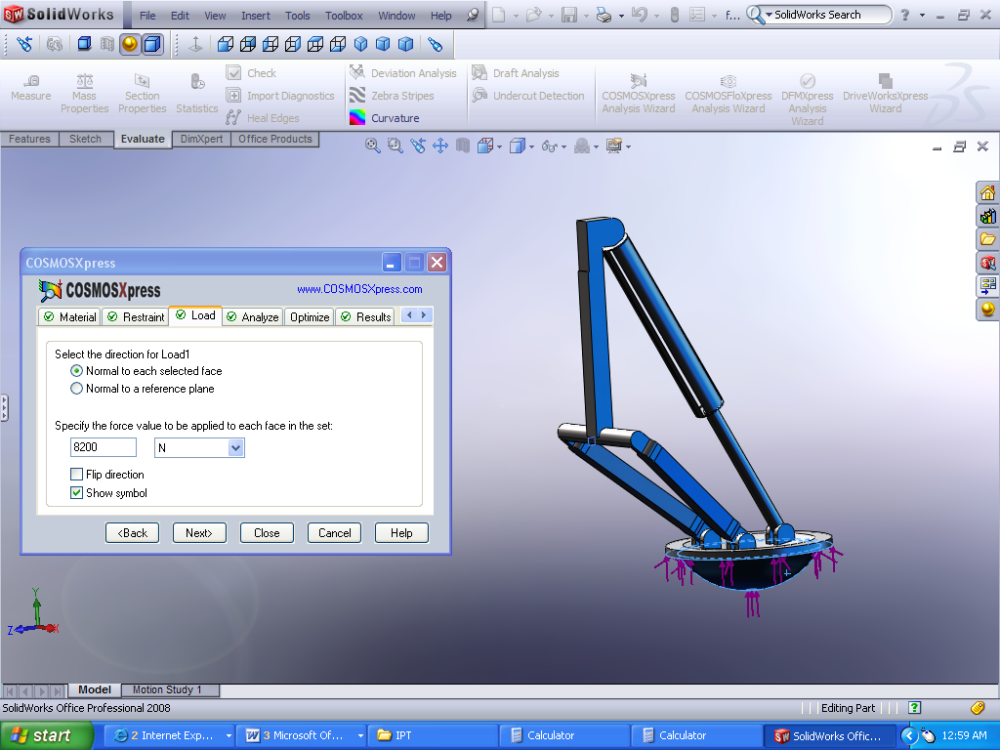 SolidWorks File Edit View Insert Tools Toolbox Window Help f... SolidWorks Search ?
Measure Mass Properties Section Properties Statistics
Check
Import Diagnostics
Heal Edges
Deviation Analysis
Zebra Stripes
Curvature
Draft Analysis
Undercut Detection
COSMOSXpress Analysis Wizard
COSMOSFloXpress Analysis Wizard
DFMXpress Analysis Wizard
DriveWorksXpress Wizard
Features Sketch Evaluate DimXpert Office Products
COSMOSXpress
COSMOSXpress www.COSMOSXpress.com
Material Restraint Load Analyze Optimize Results
Select the direction for Load1
Normal to each selected face
Normal to a reference plane
Specify the force value to be applied to each face in the set:
8200 N
Flip direction
Show symbol
<Back Next> Close Cancel Help
Y
Z X
Model Motion Study 1
SolidWorks Office Professional 2008 Editing Part ?
start 2 Internet Exp... 3 Microsoft Of... IPT Calculator Calculator SolidWorks Offic... 12:59 AM